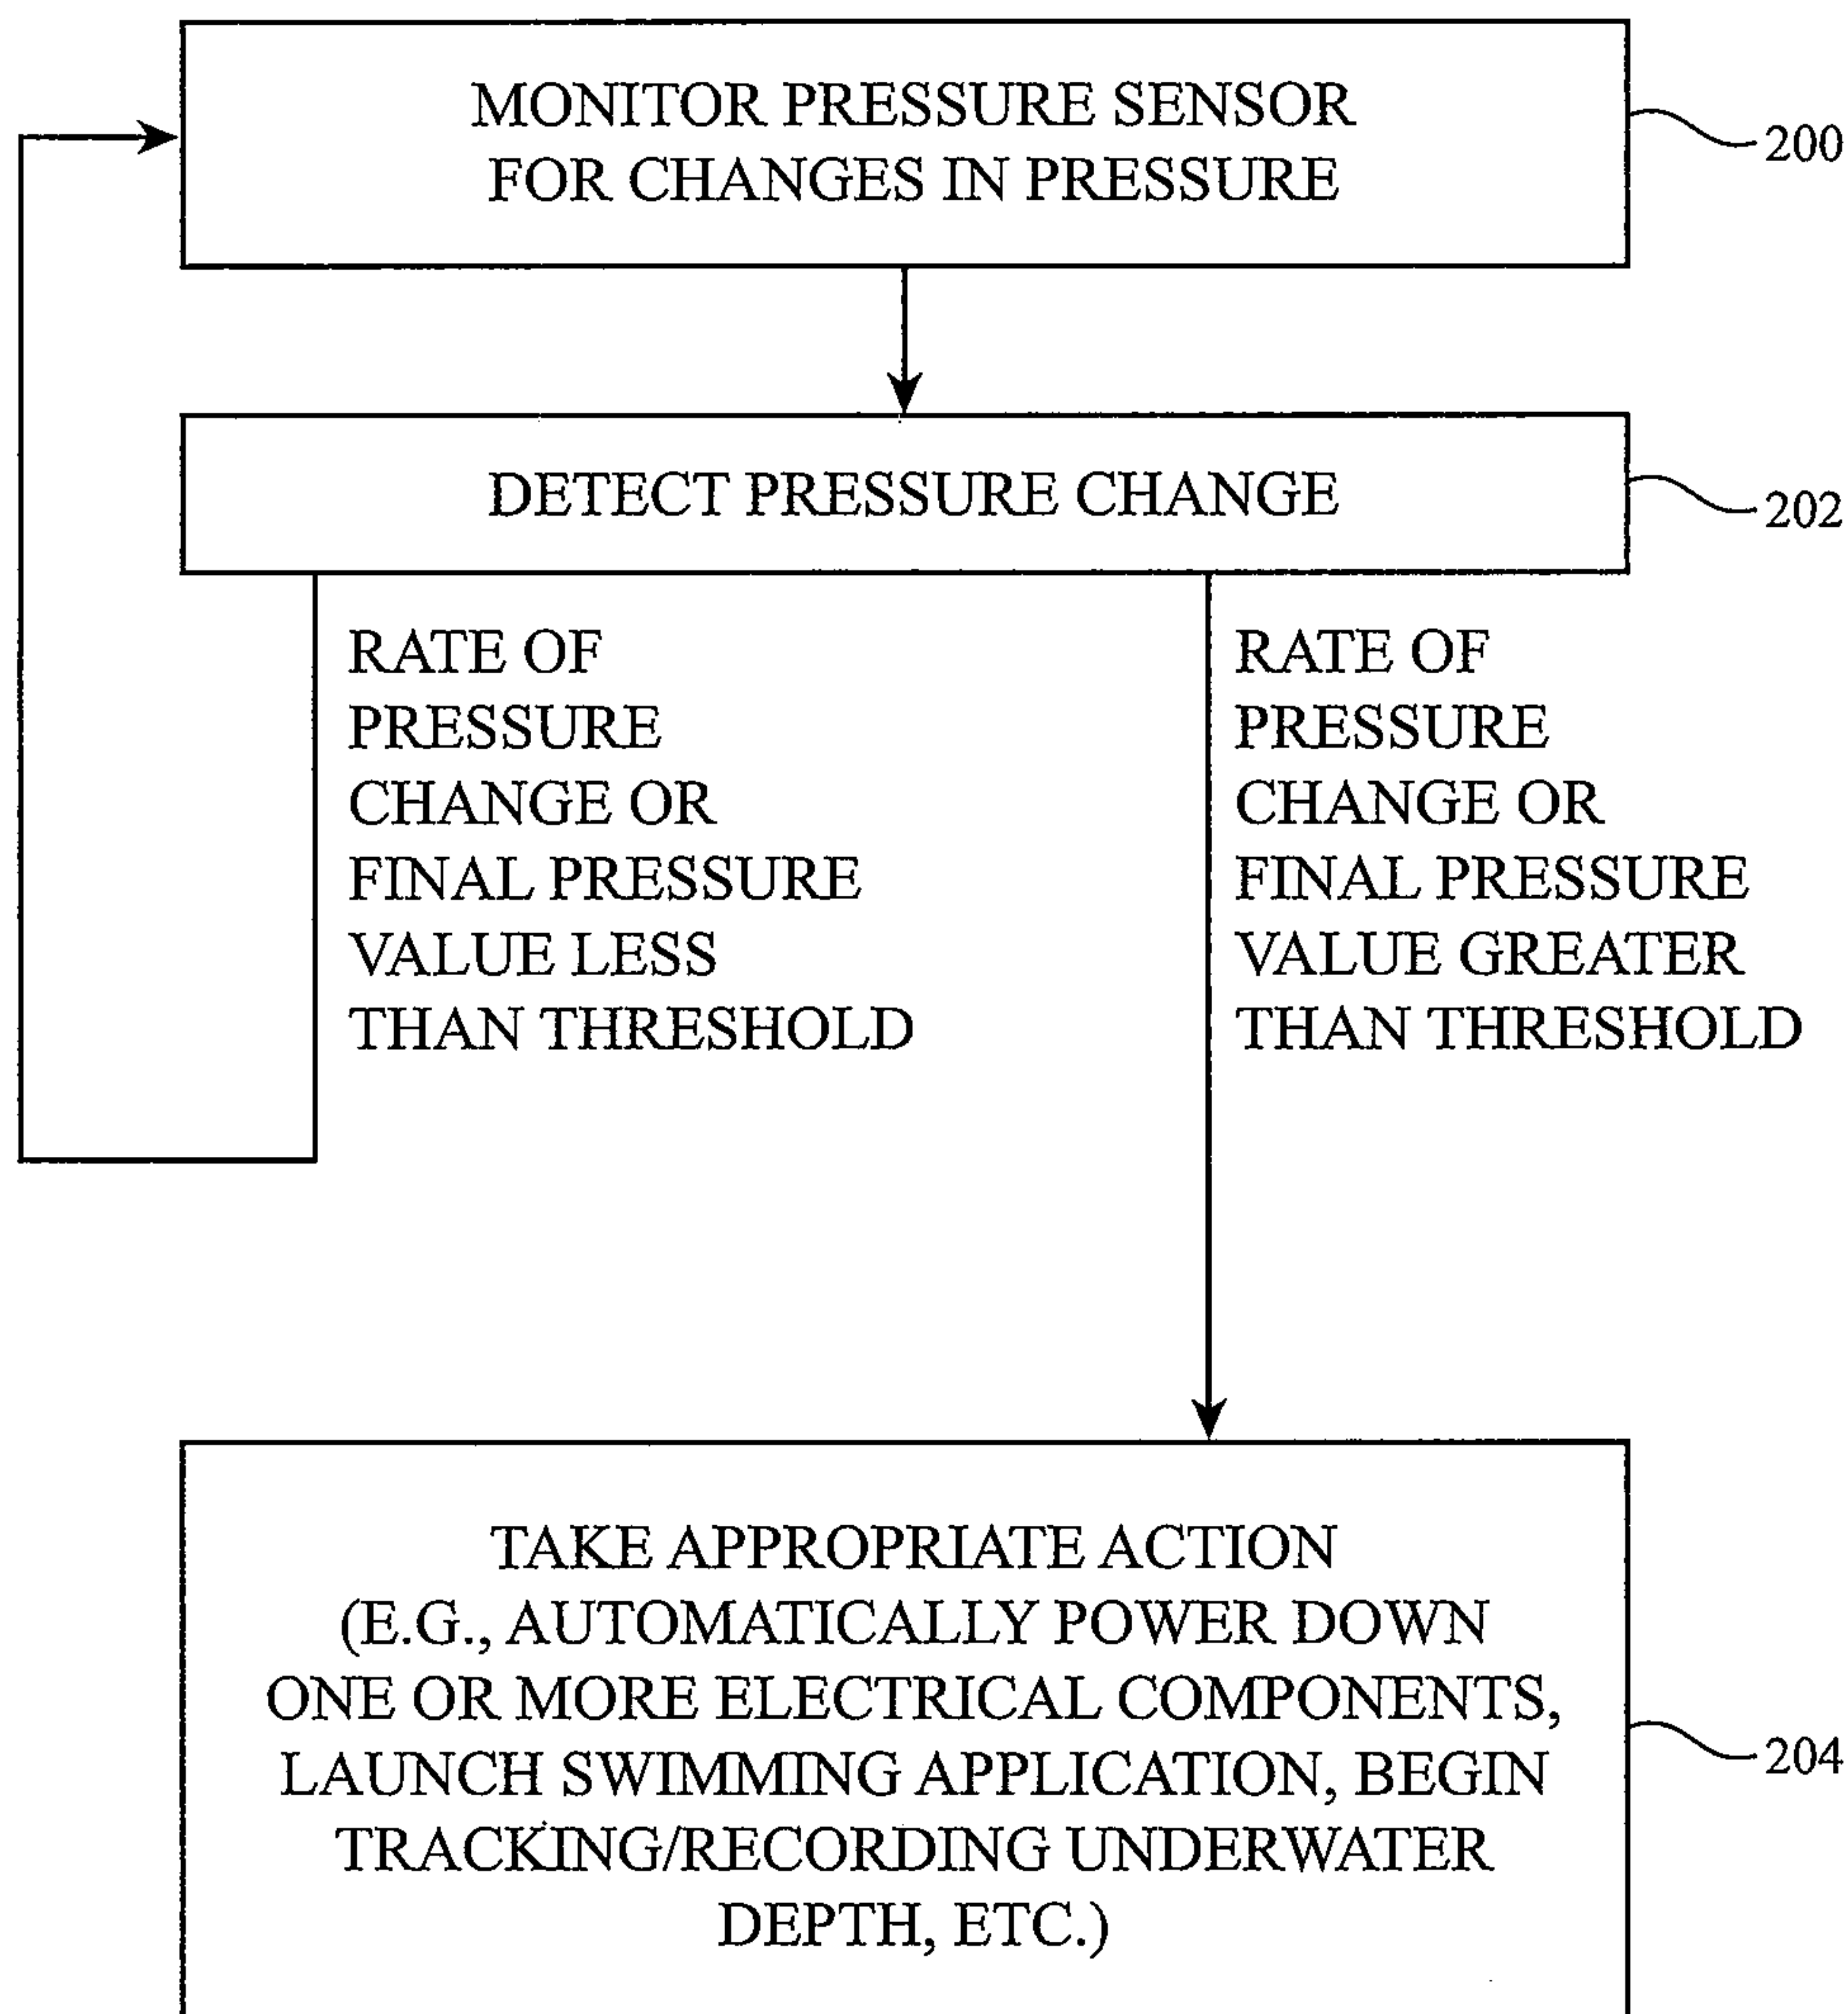 MONITOR PRESSURE SENSOR
FOR CHANGES IN PRESSURE
200
DETECT PRESSURE CHANGE
202
RATE OF
PRESSURE
CHANGE OR
FINAL PRESSURE
VALUE LESS
THAN THRESHOLD
RATE OF
PRESSURE
CHANGE OR
FINAL PRESSURE
VALUE GREATER
THAN THRESHOLD
TAKE APPROPRIATE ACTION
(E.G., AUTOMATICALLY POWER DOWN
ONE OR MORE ELECTRICAL COMPONENTS,
LAUNCH SWIMMING APPLICATION, BEGIN
TRACKING/RECORDING UNDERWATER
DEPTH, ETC.)
204